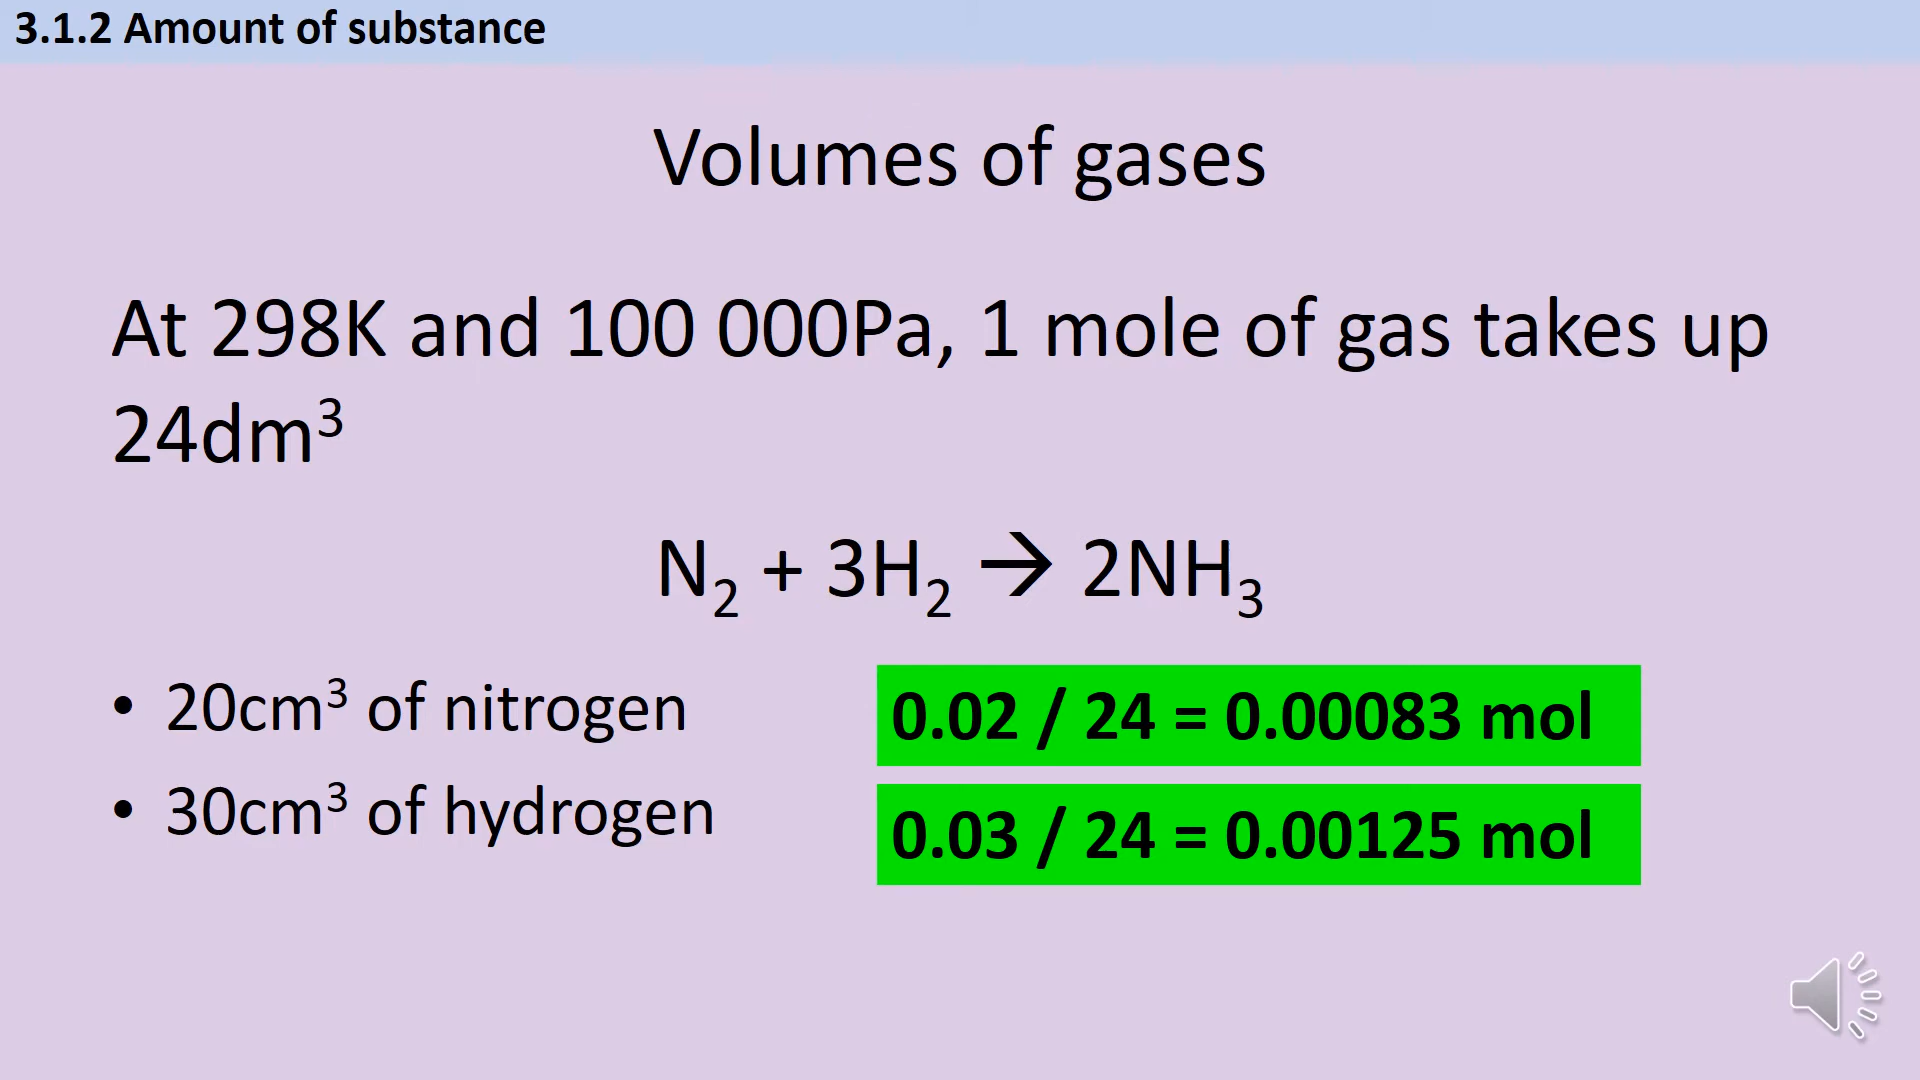 3.1.2 Amount of substance
Volumes of gases
At 298K and 100 000Pa, 1 mole of gas takes up
24dm³
N₂ + 3H₂ → 2NH₃
• 20cm³ of nitrogen
0.02 / 24 = 0.00083 mol
• 30cm³ of hydrogen
0.03 / 24 = 0.00125 mol